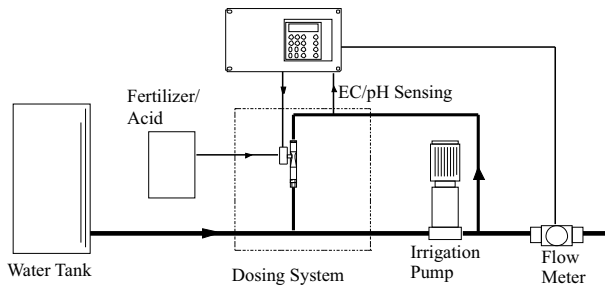 EC/pH Sensing
Fertilizer/
Acid
Water Tank
Dosing System
Irrigation
Pump
Flow
Meter